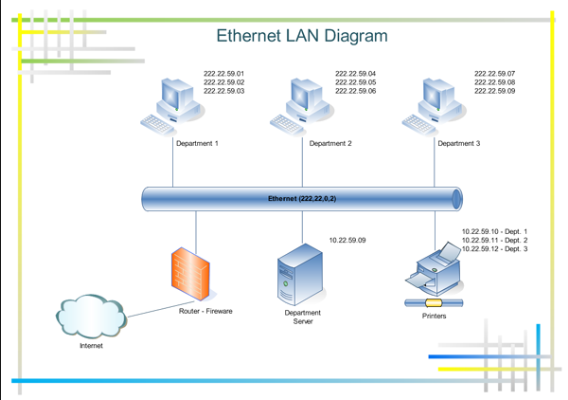 Ethernet LAN Diagram
222.22.59.01
222.22.59.02
222.22.59.03
222.22.59.04
222.22.59.05
222.22.59.06
222.22.59.07
222.22.59.08
222.22.59.09
Department 1
Department 2
Department 3
Ethernet (222,22,0,2)
10.22.59.09
10.22.59.10 - Dept. 1
10.22.59.11 - Dept. 2
10.22.59.12 - Dept. 3
Router - Fireware
Department
Server
Printers
Internet